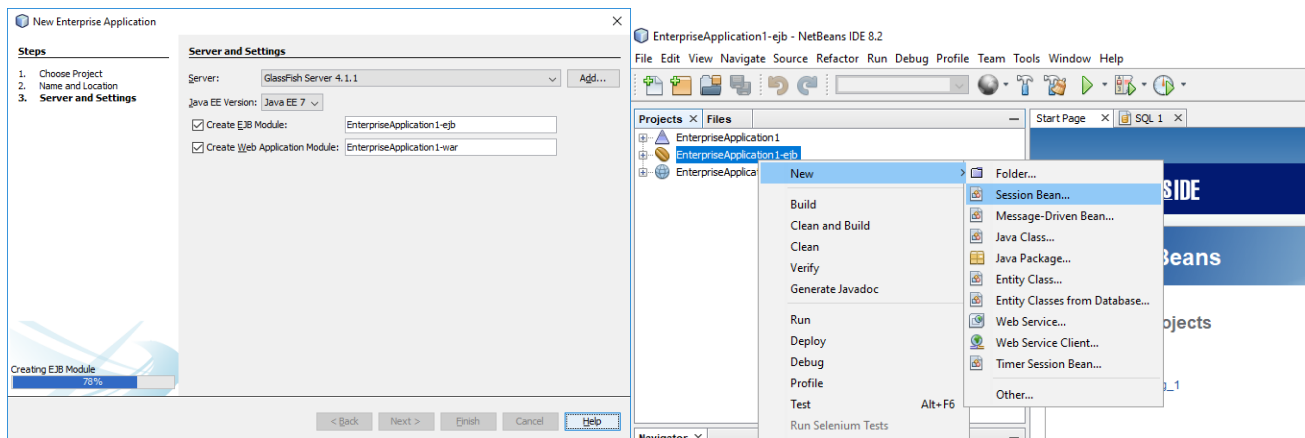 New Enterprise Application
Steps
1. Choose Project
2. Name and Location
3. Server and Settings
Server and Settings
Server: GlassFish Server 4.1.1 Add...
Java EE Version: Java EE 7
Create EJB Module: EnterpriseApplication1-ejb
Create Web Application Module: EnterpriseApplication1-war
Creating EJB Module
78%
< Back Next > Finish Cancel Help
EnterpriseApplication1-ejb - NetBeans IDE 8.2
File Edit View Navigate Source Refactor Run Debug Profile Team Tools Window Help
Projects Files
Start Page SQL 1
EnterpriseApplication1
EnterpriseApplication1-ejb
EnterpriseApplica
New
Build
Clean and Build
Clean
Verify
Generate Javadoc
Run
Deploy
Debug
Profile
Test Alt+F6
Run Selenium Tests
Folder...
Session Bean...
Message-Driven Bean...
Java Class...
Java Package...
Entity Class...
Entity Classes from Database...
Web Service...
Web Service Client...
Timer Session Bean...
Other...
SIDE
Beans
ojects
g_1
Navigator